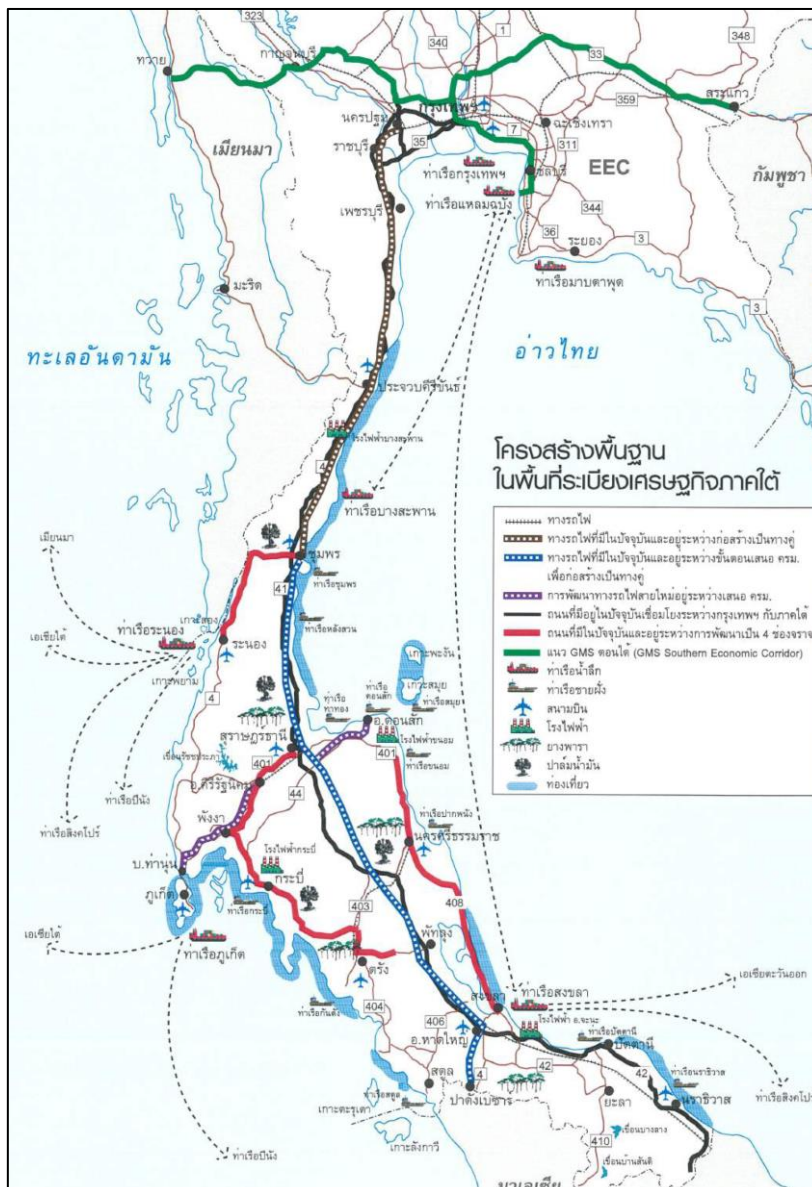 323
340
1
33
348
ทวาย
กาญจนบุรี
359
สระแก้ว
กรุงเทพฯ
นครปฐม
7
ฉะเชิงเทรา
เมียนมา
ราชบุรี
35
311
EEC
ท่าเรือกรุงเทพฯ
ชลบุรี
กัมพูชา
ท่าเรือแหลมฉบัง
เพชรบุรี
344
36
3
ระยอง
ท่าเรือมาบตาพุด
มะริด
3
ทะเลอันดามัน
อ่าวไทย
ประจวบคีรีขันธ์
โรงไฟฟ้าบางสะพาน
4
ท่าเรือบางสะพาน
โครงสร้างพื้นฐาน
ในพื้นที่ระเบียงเศรษฐกิจภาคใต้
ทางรถไฟ
ทางรถไฟที่มีในปัจจุบันและอยู่ระหว่างก่อสร้างเป็นทางคู่
ทางรถไฟที่มีในปัจจุบันและอยู่ระหว่างขั้นตอนเสนอ ครม.
เพื่อก่อสร้างเป็นทางคู่
การพัฒนาทางรถไฟสายใหม่อยู่ระหว่างเสนอ ครม.
ถนนที่มีอยู่ในปัจจุบันเชื่อมโยงระหว่างกรุงเทพฯ กับภาคใต้
ถนนที่มีในปัจจุบันและอยู่ระหว่างการพัฒนาเป็น 4 ช่องจราจร
แนว GMS ตอนใต้ (GMS Southern Economic Corridor)
ท่าเรือน้ำลึก
ท่าเรือชายฝั่ง
สนามบิน
โรงไฟฟ้า
ยางพารา
ปาล์มน้ำมัน
ท่องเที่ยว
เมียนมา
ชุมพร
ท่าเรือชุมพร
41
เอเชียใต้
ท่าเรือระนอง
เกาะสอง
ระนอง
ท่าเรือหลังสวน
เกาะพยาม
4
เกาะพะงัน
เกาะสมุย
ท่าเรือสมุย
ท่าเรือดอนสัก
ท่าเรือท่าทอง
อ.ดอนสัก
สุราษฎร์ธานี
โรงไฟฟ้าขนอม
เขื่อนรัชชประภา
401
401
ท่าเรือขนอม
ท่าเรือปีนัง
อ.คีรีรัฐนิคม
44
ท่าเรือสิงคโปร์
พังงา
ท่าเรือปากพนัง
นครศรีธรรมราช
บ.ท่านุ่น
โรงไฟฟ้ากระบี่
กระบี่
ภูเก็ต
ท่าเรือกระบี่
403
408
เอเชียใต้
ท่าเรือภูเก็ต
พัทลุง
ตรัง
เอเชียตะวันออก
ท่าเรือกันตัง
404
สงขลา
ท่าเรือสงขลา
406
โรงไฟฟ้า อ.จะนะ
อ.หาดใหญ่
ท่าเรือปัตตานี
ปัตตานี
42
สตูล
4
42
ท่าเรือนราธิวาส
ท่าเรือสิงคโปร์
ท่าเรือสตูล
ปาดังเบซาร์
ยะลา
นราธิวาส
เกาะตะรุเตา
เขื่อนบางลาง
410
เกาะลังกาวี
เขื่อนบ้านสันติ
ท่าเรือปีนัง
มาเลเซีย